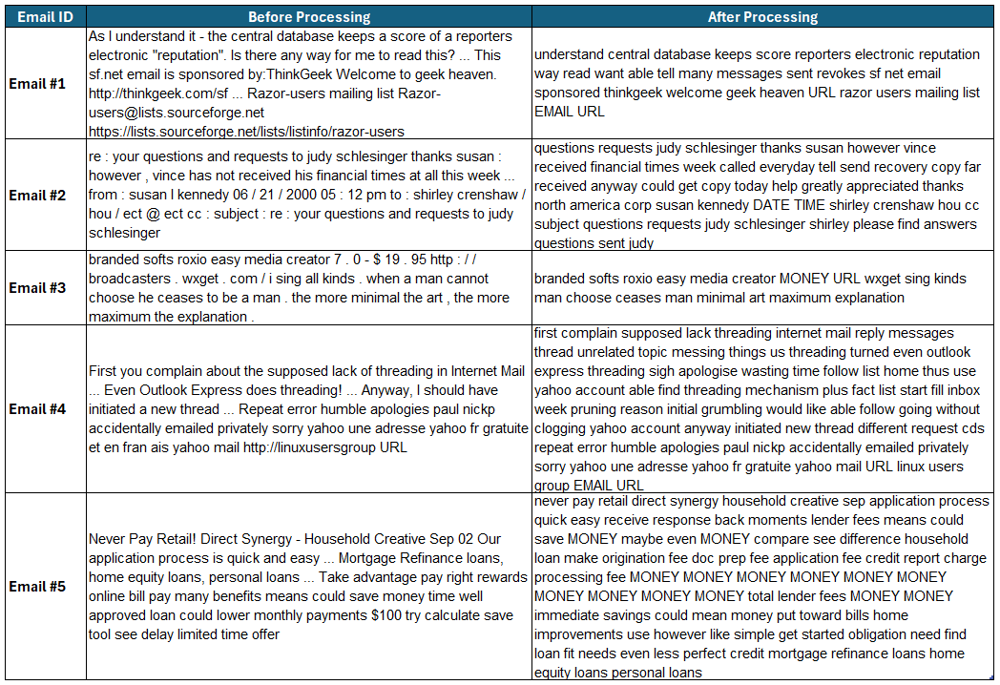 Email ID
Before Processing
After Processing
Email #1
As I understand it - the central database keeps a score of a reporters
electronic "reputation". Is there any way for me to read this? ... This
sf.net email is sponsored by:ThinkGeek Welcome to geek heaven.
http://thinkgeek.com/sf ... Razor-users mailing list Razor-
users@lists.sourceforge.net
https://lists.sourceforge.net/lists/listinfo/razor-users
understand central database keeps score reporters electronic reputation
way read want able tell many messages sent revokes sf net email
sponsored thinkgeek welcome geek heaven URL razor users mailing list
EMAIL URL
Email #2
re : your questions and requests to judy schlesinger thanks susan :
however , vince has not received his financial times at all this week ...
from : susan l kennedy 06 / 21 / 2000 05 : 12 pm to : shirley crenshaw /
hou / ect @ ect cc : subject : re : your questions and requests to judy
schlesinger
questions requests judy schlesinger thanks susan however vince
received financial times week called everyday tell send recovery copy far
received anyway could get copy today help greatly appreciated thanks
north america corp susan kennedy DATE TIME shirley crenshaw hou cc
subject questions requests judy schlesinger shirley please find answers
questions sent judy
Email #3
branded softs roxio easy media creator 7 . 0 - $ 19 . 95 http : / /
broadcasters . wxget . com / i sing all kinds . when a man cannot
choose he ceases to be a man . the more minimal the art , the more
maximum the explanation .
branded softs roxio easy media creator MONEY URL wxget sing kinds
man choose ceases man minimal art maximum explanation
Email #4
First you complain about the supposed lack of threading in Internet Mail
... Even Outlook Express does threading! ... Anyway, I should have
initiated a new thread ... Repeat error humble apologies paul nickp
accidentally emailed privately sorry yahoo une adresse yahoo fr gratuite
et en fran ais yahoo mail http://linuxusersgroup URL
first complain supposed lack threading internet mail reply messages
thread unrelated topic messing things us threading turned even outlook
express threading sigh apologise wasting time follow list home thus use
yahoo account able find threading mechanism plus fact list start fill inbox
week pruning reason initial grumbling would like able follow going without
clogging yahoo account anyway initiated new thread different request cds
repeat error humble apologies paul nickp accidentally emailed privately
sorry yahoo une adresse yahoo fr gratuite yahoo mail URL linux users
group EMAIL URL
Email #5
Never Pay Retail! Direct Synergy - Household Creative Sep 02 Our
application process is quick and easy ... Mortgage Refinance loans,
home equity loans, personal loans ... Take advantage pay right rewards
online bill pay many benefits means could save money time well
approved loan could lower monthly payments $100 try calculate save
tool see delay limited time offer
never pay retail direct synergy household creative sep application process
quick easy receive response back moments lender fees means could
save MONEY maybe even MONEY compare see difference household
loan make origination fee doc prep fee application fee credit report charge
processing fee MONEY MONEY MONEY MONEY MONEY MONEY
MONEY MONEY MONEY MONEY total lender fees MONEY MONEY
immediate savings could mean money put toward bills home
improvements use however like simple get started obligation need find
loan fit needs even less perfect credit mortgage refinance loans home
equity loans personal loans